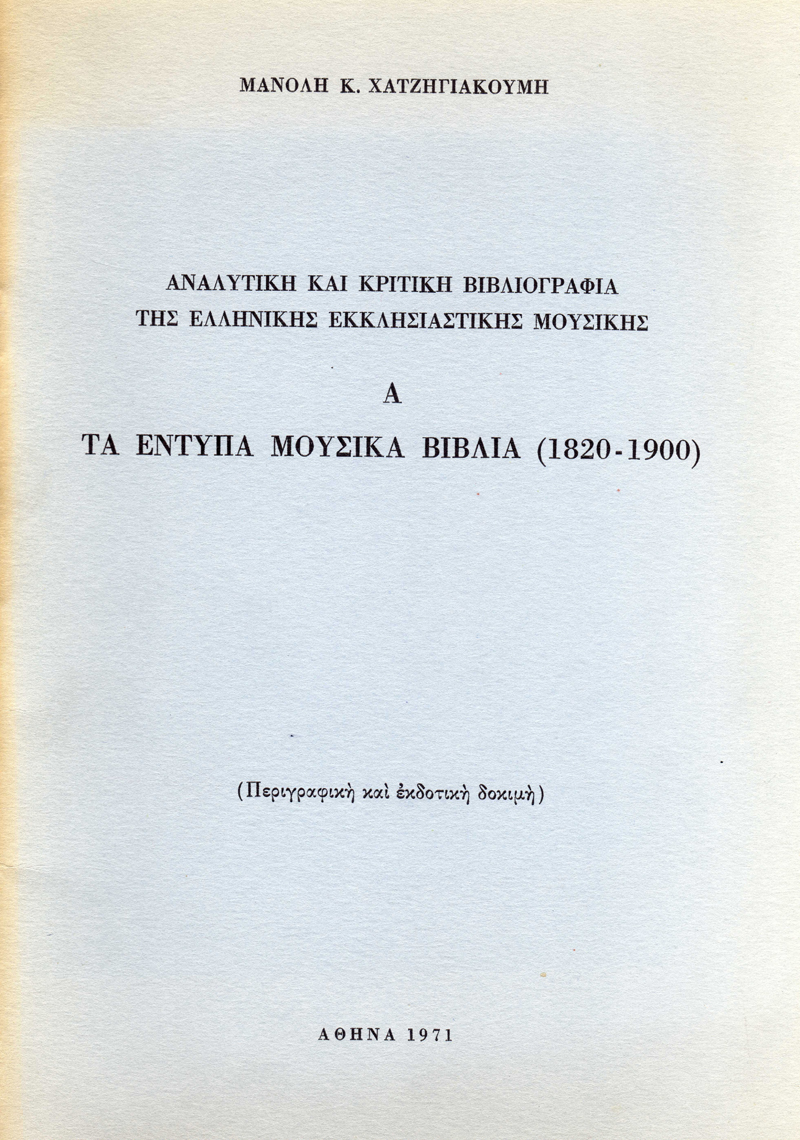 ΜΑΝΟΛΗ Κ. ΧΑΤΖΗΓΙΑΚΟΥΜΗ
ΑΝΑΛΥΤΙΚΗ ΚΑΙ ΚΡΙΤΙΚΗ ΒΙΒΛΙΟΓΡΑΦΙΑ
ΤΗΣ ΕΛΛΗΝΙΚΗΣ ΕΚΚΛΗΣΙΑΣΤΙΚΗΣ ΜΟΥΣΙΚΗΣ
Α
ΤΑ ΕΝΤΥΠΑ ΜΟΥΣΙΚΑ ΒΙΒΛΙΑ (1820-1900)
(Περιγραφικὴ καὶ ἐκδοτικὴ δοκιμὴ)
ΑΘΗΝΑ 1971